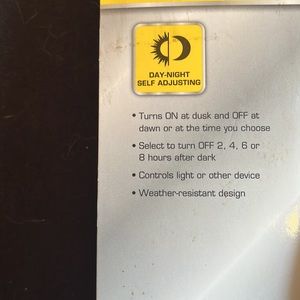 DAY-NIGHT
SELF ADJUSTING
• Turns ON at dusk and OFF at
dawn or at the time you choose
• Select to turn OFF 2, 4, 6 or
8 hours after dark
• Controls light or other device
• Weather-resistant design